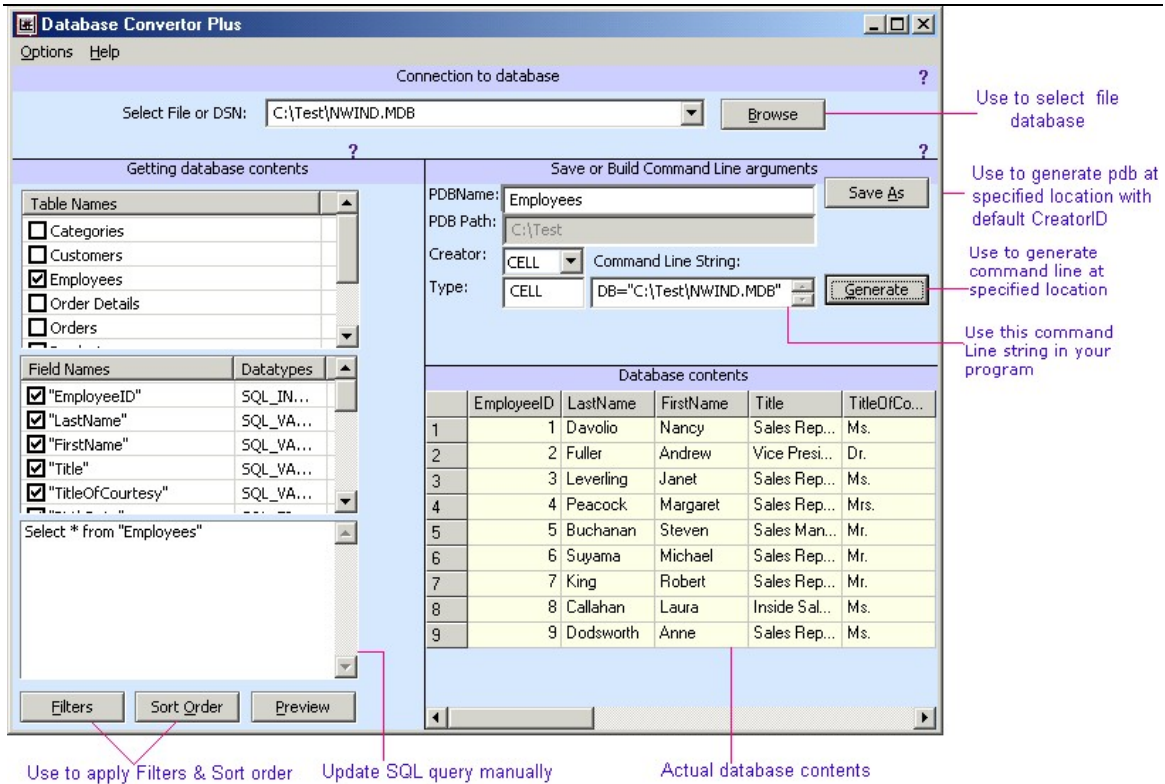 Database Convertor Plus
Options Help
Connection to database ?
Select File or DSN: C:\Test\NWIND.MDB Browse
Use to select file
database
?
Getting database contents
?
Save or Build Command Line arguments
Table Names
Categories
Customers
Employees
Order Details
Orders
PDBName: Employees Save As
PDB Path: C:\Test
Creator: CELL Command Line String:
Type: CELL DB="C:\Test\NWIND.MDB" Generate
Use to generate pdb at
specified location with
default CreatorID
Use to generate
command line at
specified location
Use this command
Line string in your
program
Field Names Datatypes
"EmployeeID" SQL_IN...
"LastName" SQL_VA...
"FirstName" SQL_VA...
"Title" SQL_VA...
"TitleOfCourtesy" SQL_VA...
Select * from "Employees"
Filters Sort Order Preview
Database contents
EmployeeID LastName FirstName Title TitleOfCo...
1 1 Davolio Nancy Sales Rep... Ms.
2 2 Fuller Andrew Vice Presi... Dr.
3 3 Leverling Janet Sales Rep... Ms.
4 4 Peacock Margaret Sales Rep... Mrs.
5 5 Buchanan Steven Sales Man... Mr.
6 6 Suyama Michael Sales Rep... Mr.
7 7 King Robert Sales Rep... Mr.
8 8 Callahan Laura Inside Sal... Ms.
9 9 Dodsworth Anne Sales Rep... Ms.
Use to apply Filters & Sort order
Update SQL query manually
Actual database contents